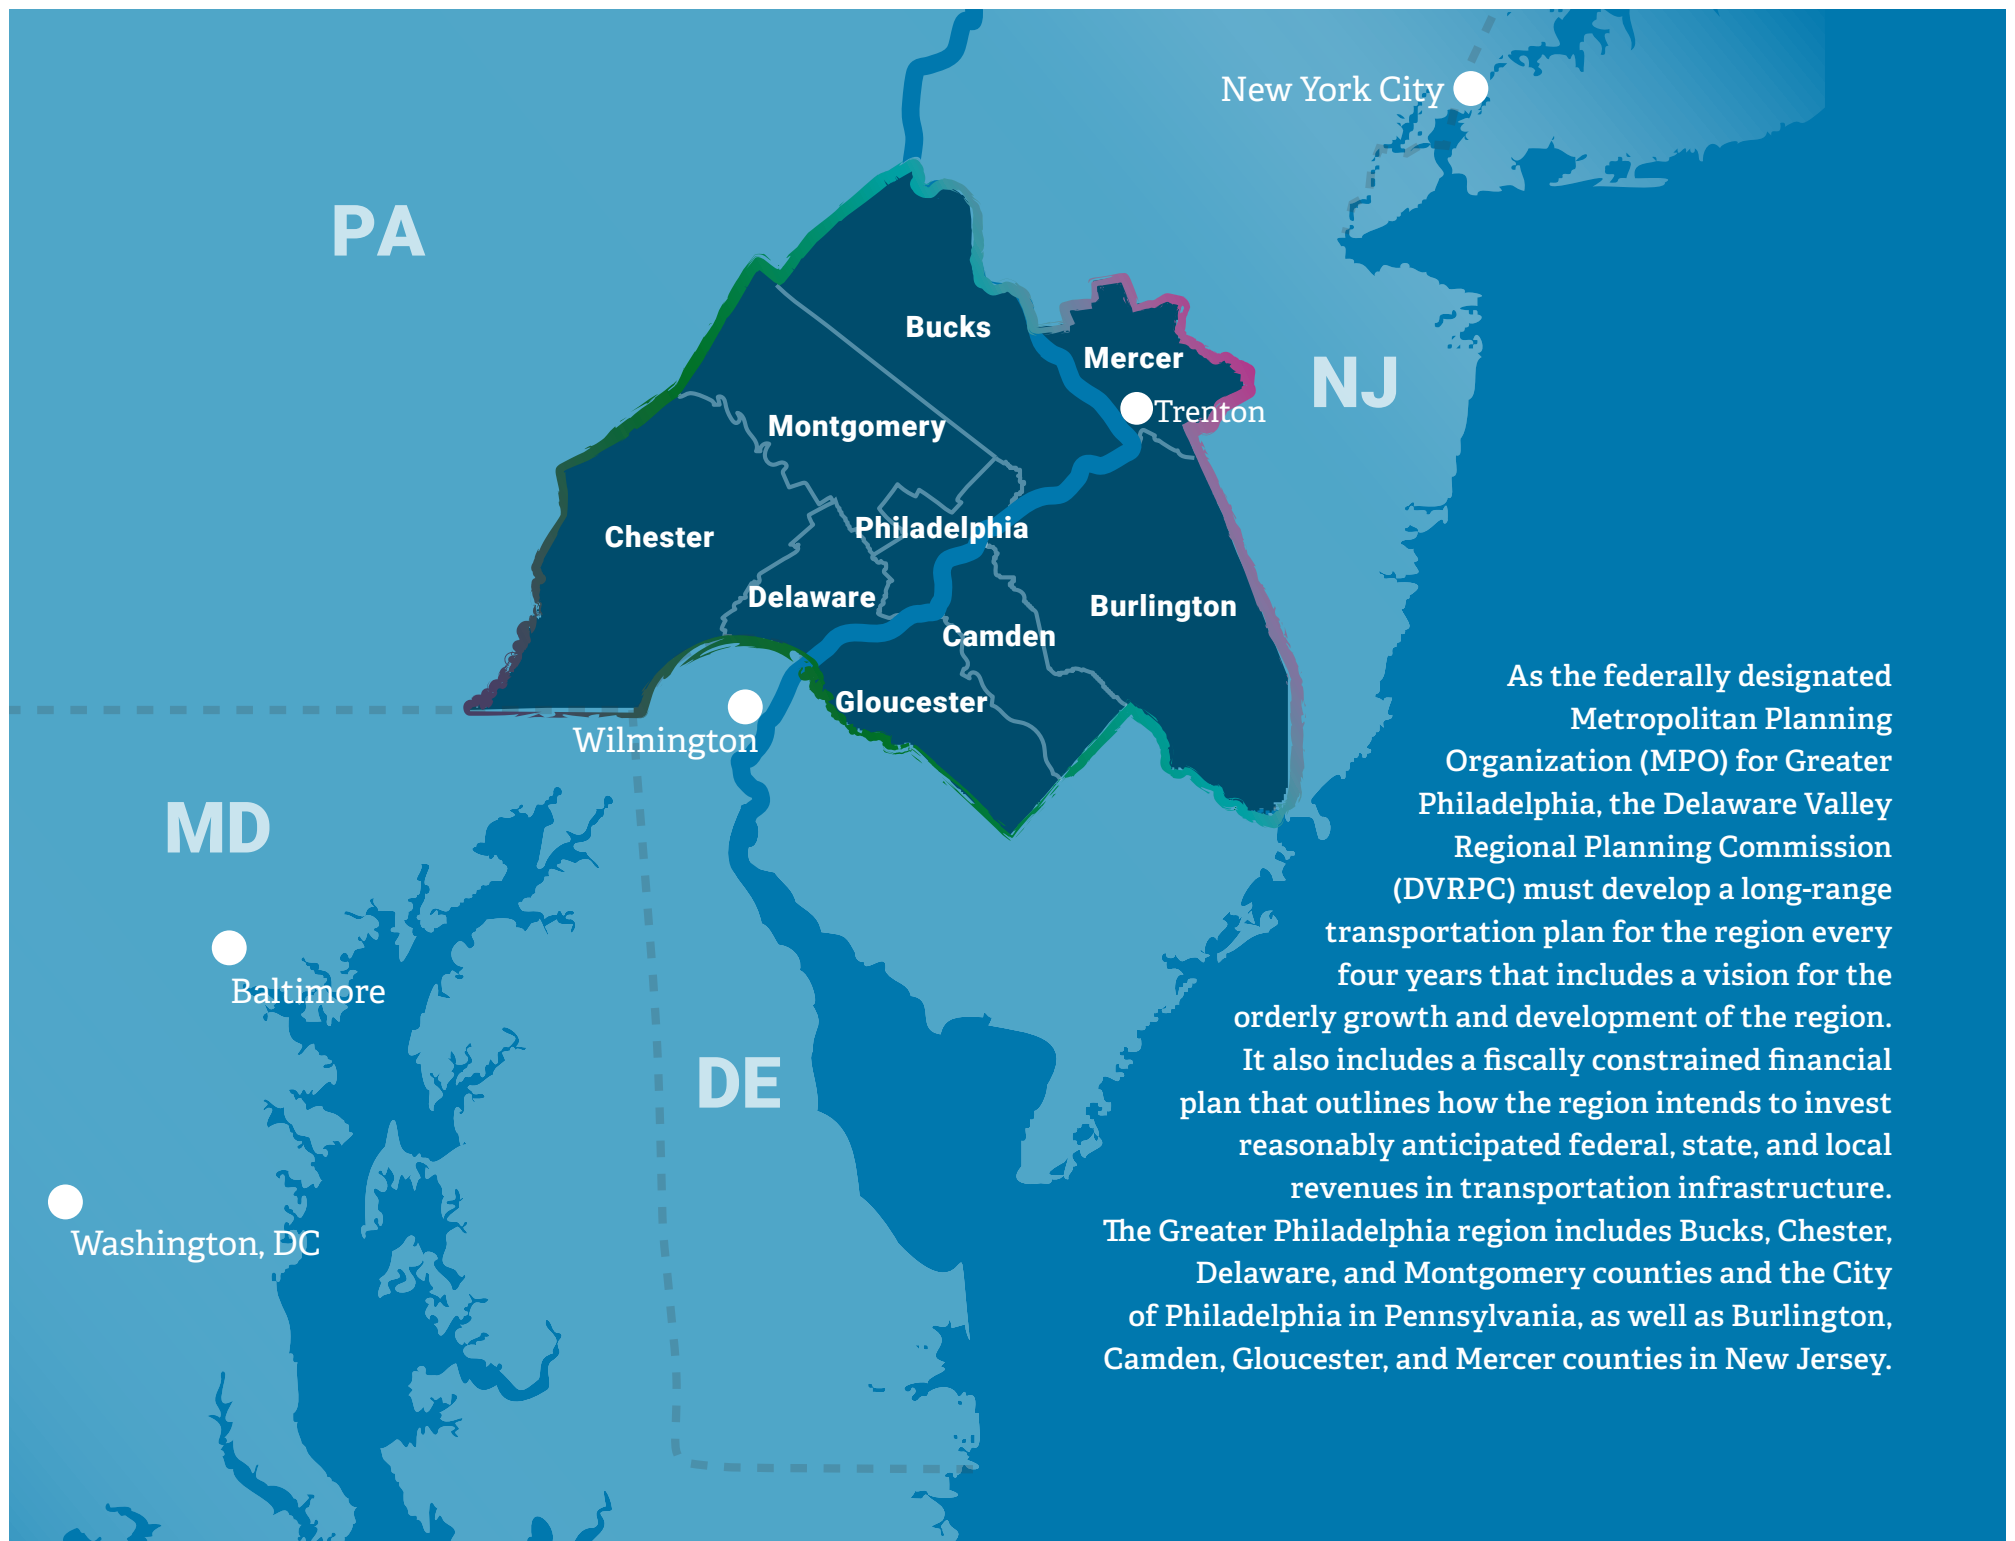 New York City
PA
Bucks
Mercer
NJ
Trenton
Montgomery
Philadelphia
Chester
Delaware
Burlington
Camden
Gloucester
Wilmington
MD
Baltimore
DE
Washington, DC
As the federally designated
Metropolitan Planning
Organization (MPO) for Greater
Philadelphia, the Delaware Valley
Regional Planning Commission
(DVRPC) must develop a long-range
transportation plan for the region every
four years that includes a vision for the
orderly growth and development of the region.
It also includes a fiscally constrained financial
plan that outlines how the region intends to invest
reasonably anticipated federal, state, and local
revenues in transportation infrastructure.
The Greater Philadelphia region includes Bucks, Chester,
Delaware, and Montgomery counties and the City
of Philadelphia in Pennsylvania, as well as Burlington,
Camden, Gloucester, and Mercer counties in New Jersey.